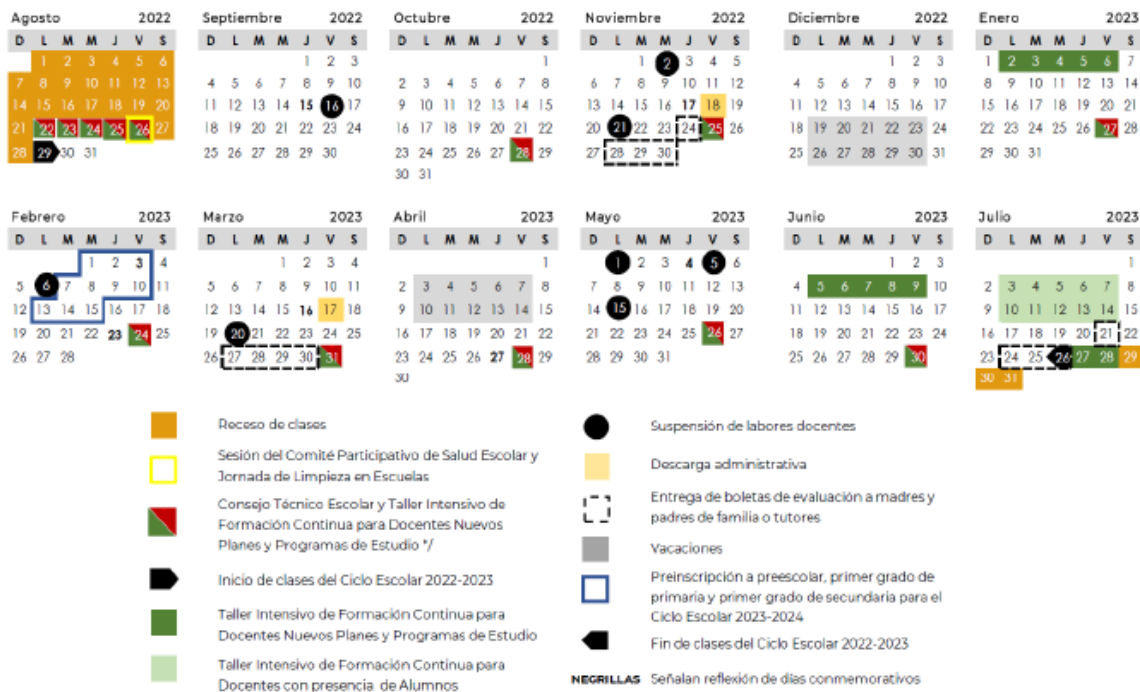 Agosto 2022 Septiembre 2022 Octubre 2022 Noviembre 2022 Diciembre 2022 Enero 2023
D L M M J V S D L M M J V S D L M M J V S D L M M J V S D L M M J V S D L M M J V S
1 2 3 4 5 6 1 2 3 1 1 2 3 4 5 1 2 3 1 2 3 4 5 6 7
7 8 9 10 11 12 13 4 5 6 7 8 9 10 2 3 4 5 6 7 8 6 7 8 9 10 11 12 4 5 6 7 8 9 10 8 9 10 11 12 13 14
14 15 16 17 18 19 20 11 12 13 14 15 16 17 9 10 11 12 13 14 15 13 14 15 16 17 18 19 11 12 13 14 15 16 17 15 16 17 18 19 20 21
21 22 23 24 25 26 27 18 19 20 21 22 23 24 16 17 18 19 20 21 22 20 21 22 23 24 25 26 18 19 20 21 22 23 24 22 23 24 25 26 27 28
28 29 30 31 25 26 27 28 29 30 23 24 25 26 27 28 29 27 28 29 30 25 26 27 28 29 30 31 29 30 31
30 31
Febrero 2023 Marzo 2023 Abril 2023 Mayo 2023 Junio 2023 Julio 2023
D L M M J V S D L M M J V S D L M M J V S D L M M J V S D L M M J V S D L M M J V S
1 2 3 4 1 2 3 4 1 1 2 3 4 5 6 1 2 3 1
5 6 7 8 9 10 11 5 6 7 8 9 10 11 2 3 4 5 6 7 8 7 8 9 10 11 12 13 4 5 6 7 8 9 10 2 3 4 5 6 7 8
12 13 14 15 16 17 18 12 13 14 15 16 17 18 9 10 11 12 13 14 15 14 15 16 17 18 19 20 11 12 13 14 15 16 17 9 10 11 12 13 14 15
19 20 21 22 23 24 25 19 20 21 22 23 24 25 16 17 18 19 20 21 22 21 22 23 24 25 26 27 18 19 20 21 22 23 24 16 17 18 19 20 21 22
26 27 28 26 27 28 29 30 31 23 24 25 26 27 28 29 28 29 30 31 25 26 27 28 29 30 23 24 25 26 27 28 29
30 30 31
Receso de clases
Sesión del Comité Participativo de Salud Escolar y
Jornada de Limpieza en Escuelas
Consejo Técnico Escolar y Taller Intensivo de
Formación Continua para Docentes Nuevos
Planes y Programas de Estudio */
Inicio de clases del Ciclo Escolar 2022-2023
Taller Intensivo de Formación Continua para
Docentes Nuevos Planes y Programas de Estudio
Taller Intensivo de Formación Continua para
Docentes con presencia de Alumnos
Suspensión de labores docentes
Descarga administrativa
Entrega de boletas de evaluación a madres y
padres de familia o tutores
Vacaciones
Preinscripción a preescolar, primer grado de
primaria y primer grado de secundaria para el
Ciclo Escolar 2023-2024
Fin de clases del Ciclo Escolar 2022-2023
NEGRILLAS Señalan reflexión de días conmemorativos